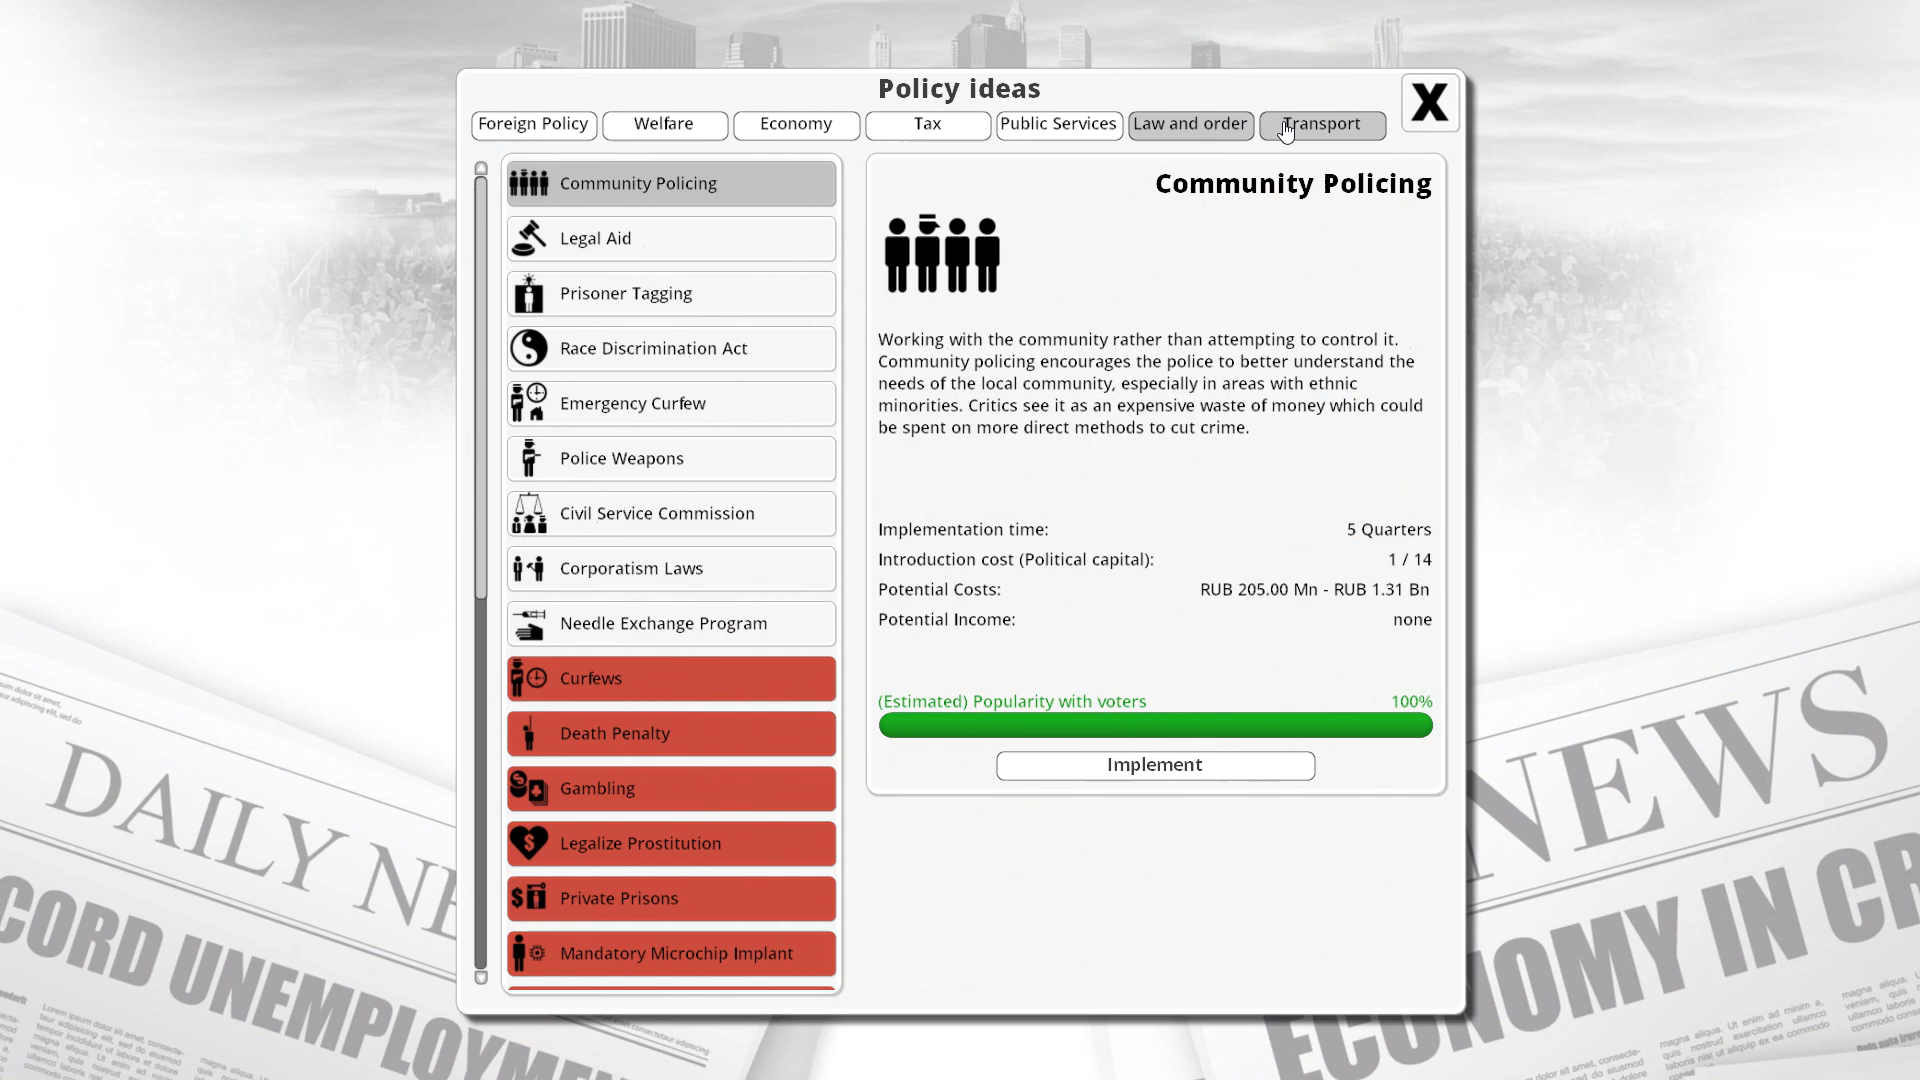 Policy ideas
X
Foreign Policy
Welfare
Economy
Tax
Public Services
Law and order
Transport
Community Policing
Legal Aid
Prisoner Tagging
Race Discrimination Act
Emergency Curfew
Police Weapons
Civil Service Commission
Corporatism Laws
Needle Exchange Program
Curfews
Death Penalty
Gambling
Legalize Prostitution
Private Prisons
Mandatory Microchip Implant
Community Policing
Working with the community rather than attempting to control it.
Community policing encourages the police to better understand the
needs of the local community, especially in areas with ethnic
minorities. Critics see it as an expensive waste of money which could
be spent on more direct methods to cut crime.
Implementation time: 5 Quarters
Introduction cost (Political capital): 1 / 14
Potential Costs: RUB 205.00 Mn - RUB 1.31 Bn
Potential Income: none
(Estimated) Popularity with voters 100%
Implement
DAILY NE
CORD UNEMPLOYM
NEWS
ECONOMY IN CR